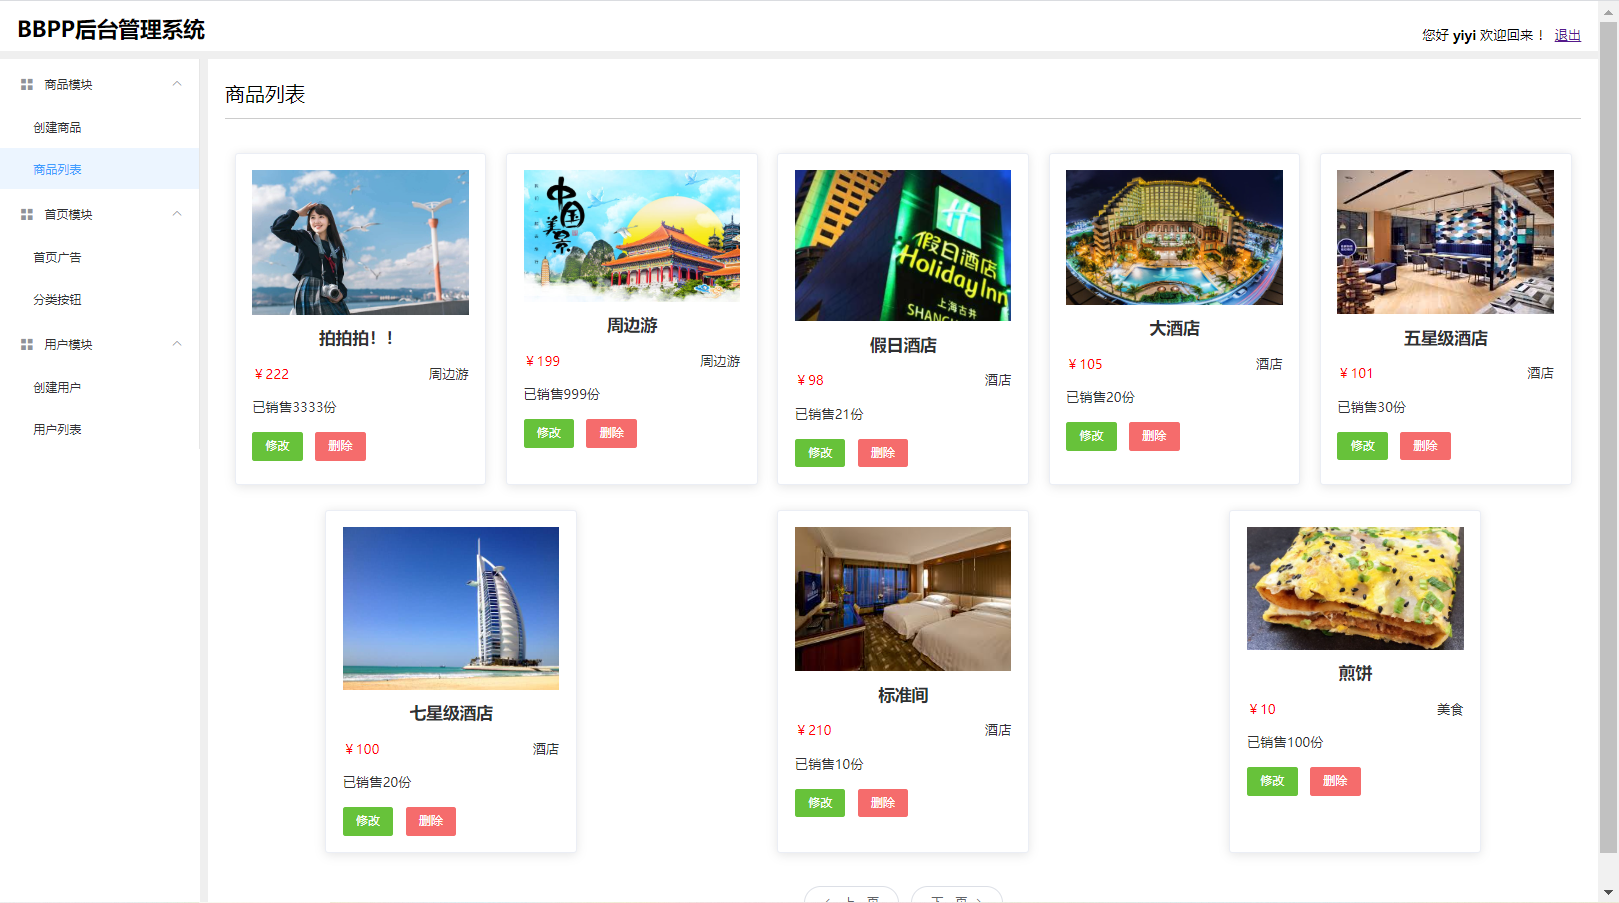 BBPP后台管理系统
您好 yiyi 欢迎回来！ 退出
商品模块
创建商品
商品列表
首页模块
首页广告
分类按钮
用户模块
创建用户
用户列表
商品列表
拍拍拍！！
￥222 周边游
已销售3333份
修改 删除
中国美景
周边游
￥199 周边游
已销售999份
修改 删除
假日酒店
Holiday Inn
上海古井
假日酒店
￥98 酒店
已销售21份
修改 删除
大酒店
￥105 酒店
已销售20份
修改 删除
五星级酒店
￥101 酒店
已销售30份
修改 删除
七星级酒店
￥100 酒店
已销售20份
修改 删除
标准间
￥210 酒店
已销售10份
修改 删除
煎饼
￥10 美食
已销售100份
修改 删除
上一页 下一页